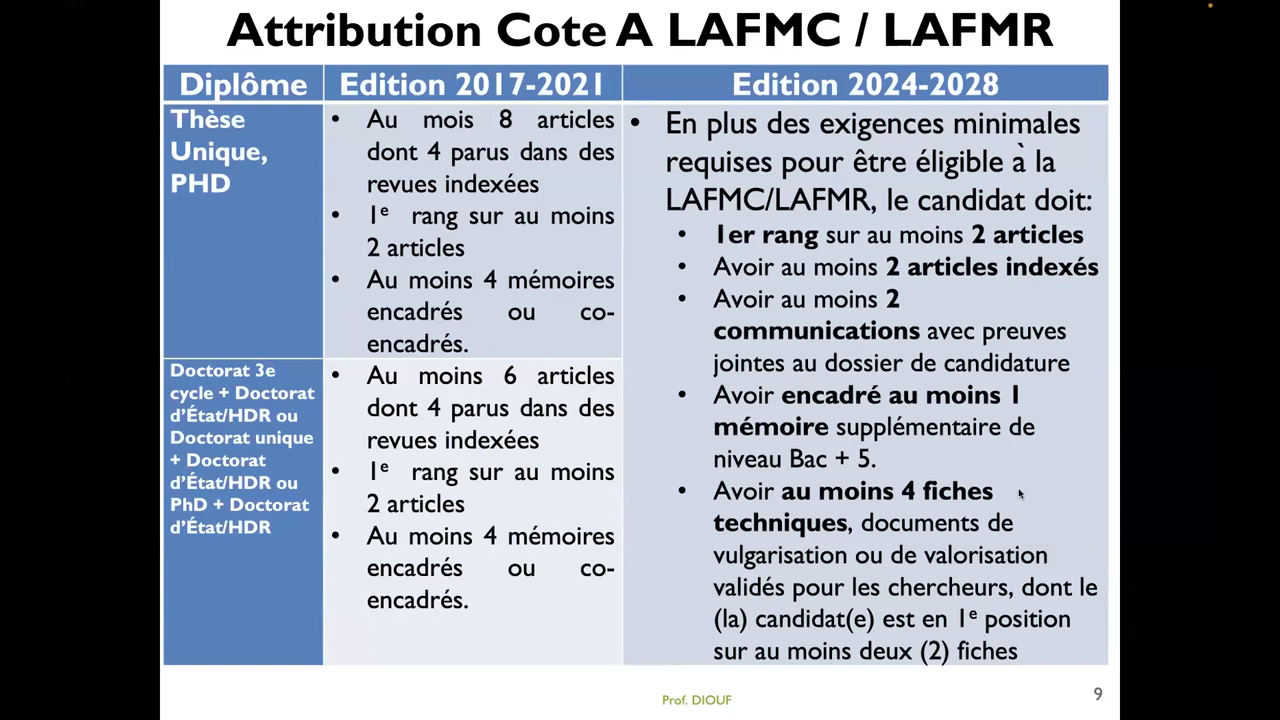 Attribution Cote A LAFMC / LAFMR
Diplôme
Edition 2017-2021
Edition 2024-2028
Thèse
Unique,
PHD
• Au mois 8 articles
dont 4 parus dans des
revues indexées
• 1e rang sur au moins
2 articles
• Au moins 4 mémoires
encadrés ou co-
encadrés.
• En plus des exigences minimales
requises pour être éligible à la
LAFMC/LAFMR, le candidat doit:
• 1er rang sur au moins 2 articles
• Avoir au moins 2 articles indexés
• Avoir au moins 2
communications avec preuves
jointes au dossier de candidature
• Avoir encadré au moins 1
mémoire supplémentaire de
niveau Bac + 5.
• Avoir au moins 4 fiches
techniques, documents de
vulgarisation ou de valorisation
validés pour les chercheurs, dont le
(la) candidat(e) est en 1e position
sur au moins deux (2) fiches
Doctorat 3e
cycle + Doctorat
d'État/HDR ou
Doctorat unique
+ Doctorat
d'État/HDR ou
PhD + Doctorat
d'État/HDR
• Au moins 6 articles
dont 4 parus dans des
revues indexées
• 1e rang sur au moins
2 articles
• Au moins 4 mémoires
encadrés ou co-
encadrés.
Prof. DIOUF
9